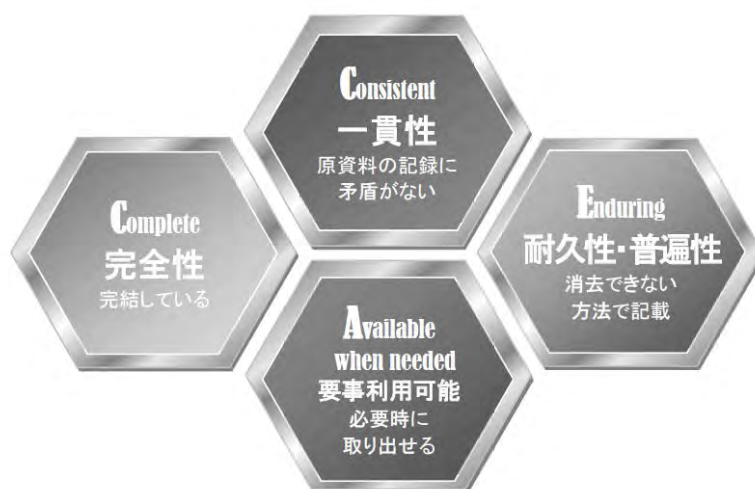 Complete
完全性
完結している
Consistent
一貫性
原資料の記録に
矛盾がない
Available
when needed
要事利用可能
必要時に
取り出せる
Enduring
耐久性・普遍性
消去できない
方法で記載